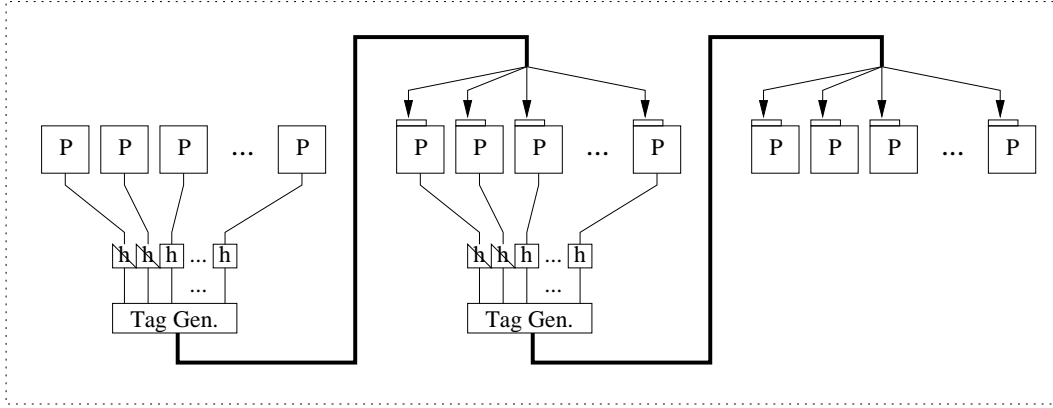 P P P ... P P P P ... P P P P ... P
h h h ... h h h h ... h
... ...
Tag Gen. Tag Gen.